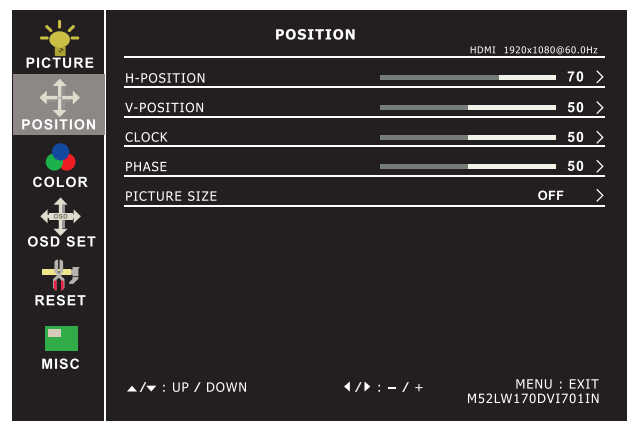 PICTURE
POSITION
COLOR
OSD
OSD SET
RESET
MISC
POSITION
HDMI 1920x1080@60.0Hz
H-POSITION 70
V-POSITION 50
CLOCK 50
PHASE 50
PICTURE SIZE OFF
▲/▼ : UP / DOWN ◀/▶ : – / + MENU : EXIT
M52LW170DVI701IN